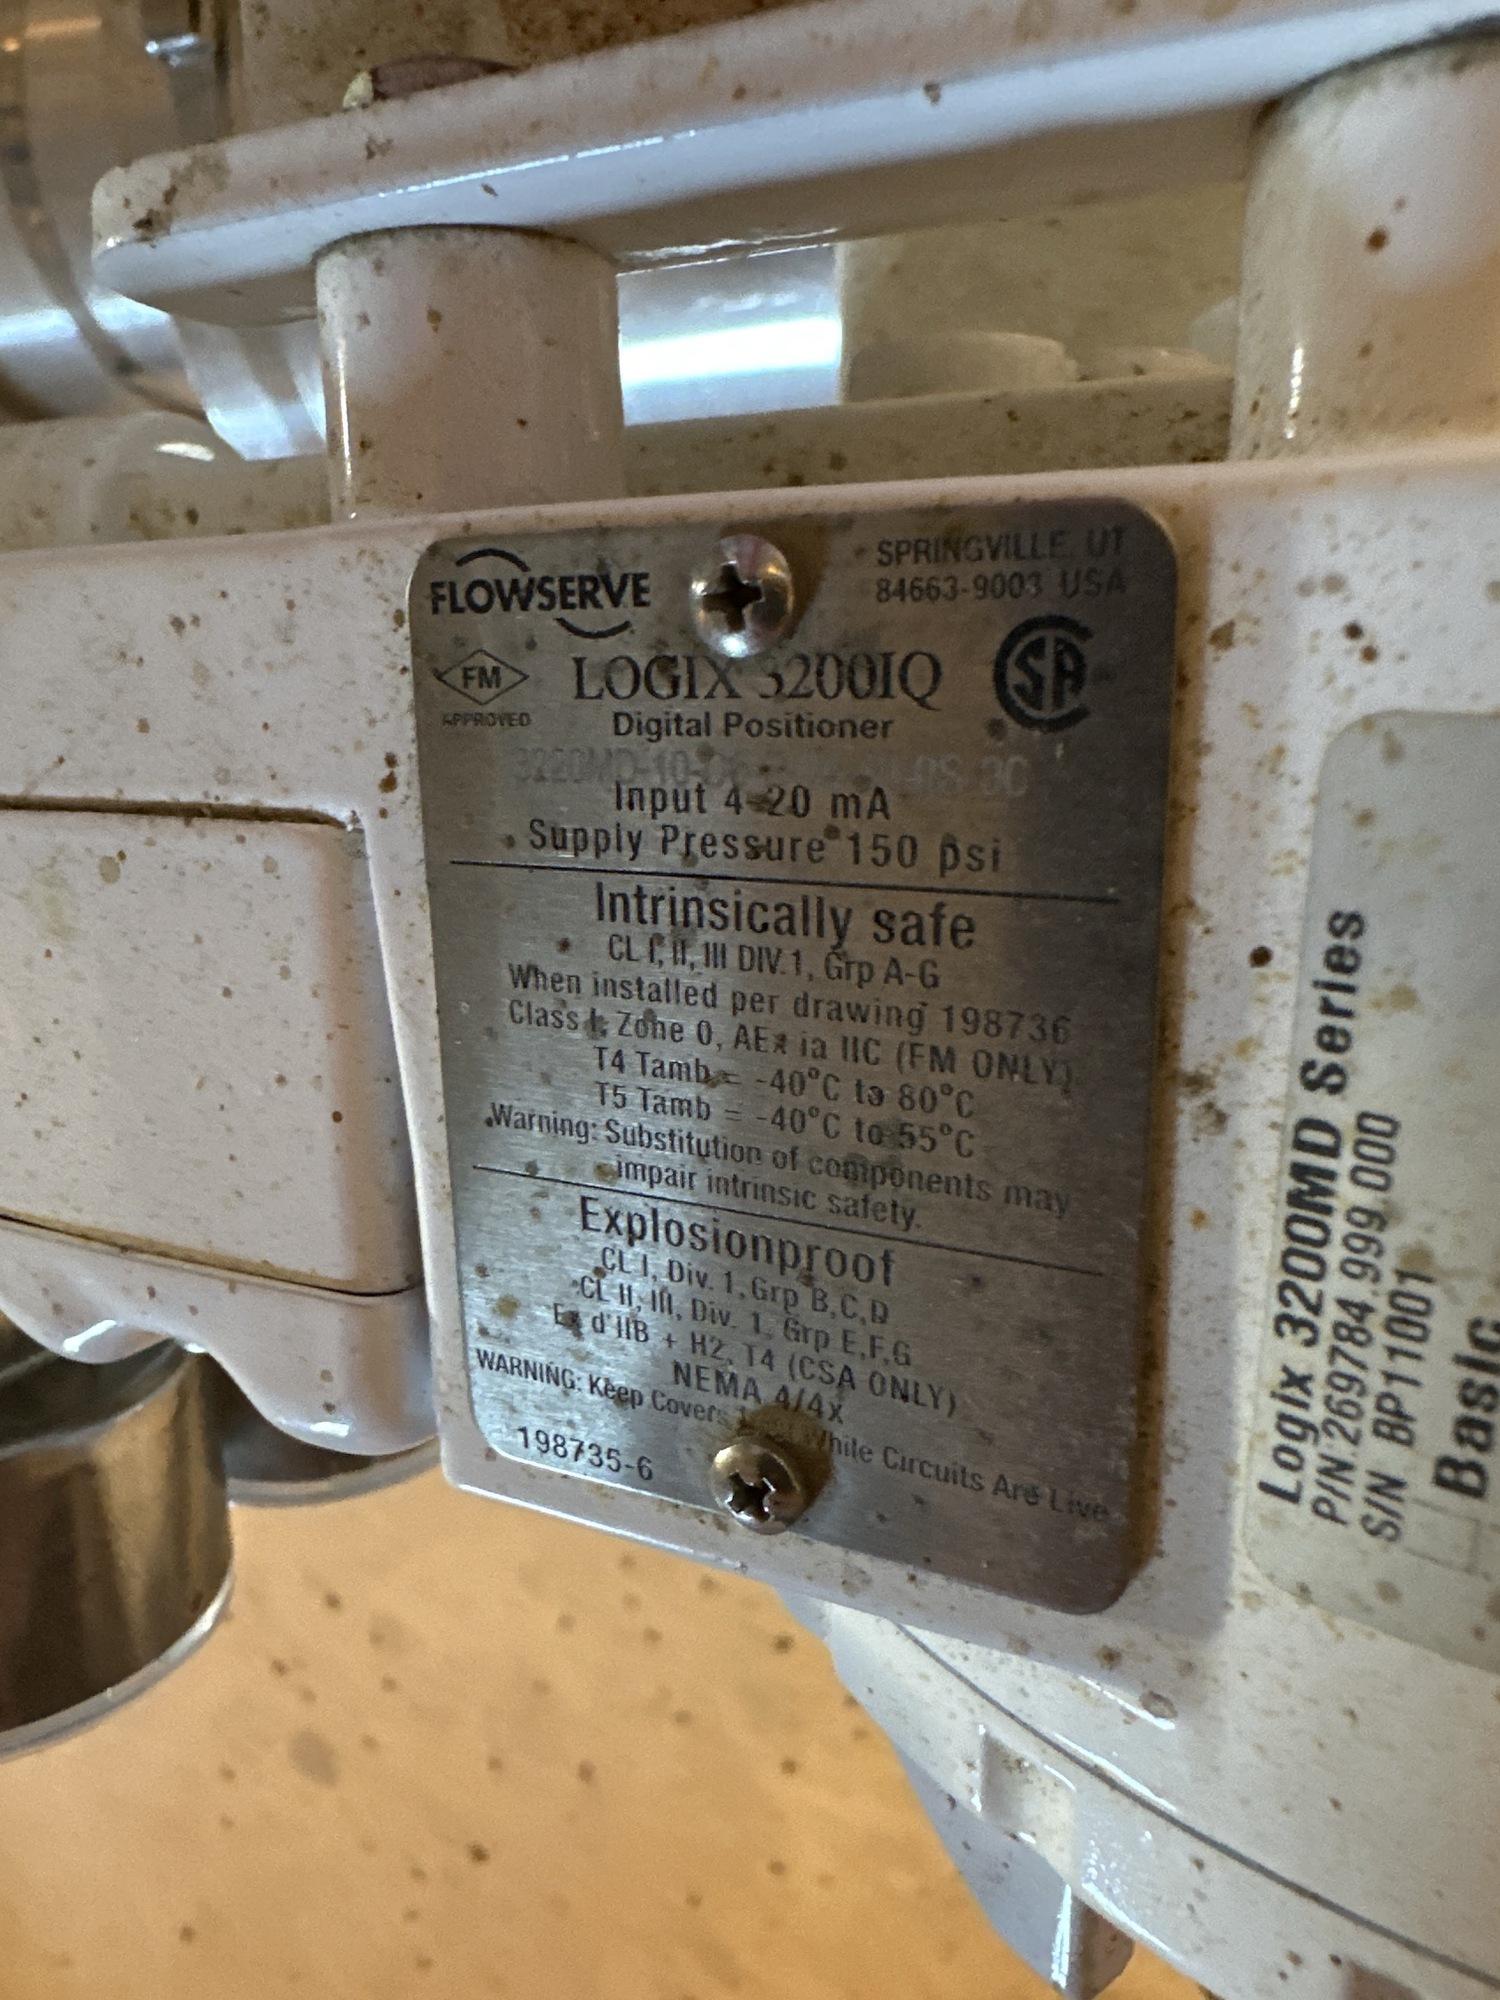 FLOWSERVE
SPRINGVILLE UT
84663-9003 USA
FM
APPROVED
LOGIX 3200IQ
SA
Digital Positioner
Input 4-20 mA
Supply Pressure 150 psi
Intrinsically safe
CL I, II, III DIV.1, Grp A-G
When installed per drawing 198736
Class I, Zone 0, AEx ia IIC (FM ONLY)
T4 Tamb = -40°C to 80°C
T5 Tamb = -40°C to 55°C
Warning: Substitution of components may
impair intrinsic safety.
Explosionproof
CL I, Div. 1, Grp B,C,D
CL II, III, Div. 1, Grp E,F,G
Ex d IIB + H2, T4 (CSA ONLY)
NEMA 4/4x
WARNING: Keep Covers While Circuits Are Live
198735-6
Logix 3200MD Series
P/N:269784.999.000
S/N BP11001
Basic